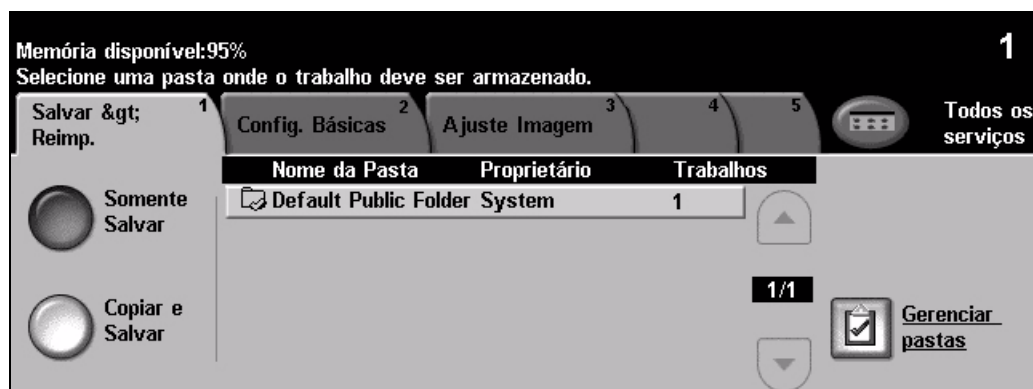 Memória disponível:95%
1
Selecione uma pasta onde o trabalho deve ser armazenado.
Salvar &gt;
Reimp.
1
Config. Básicas
2
Ajuste Imagem
3
4
5
Todos os
serviços
Nome da Pasta Proprietário Trabalhos
Default Public Folder System 1
Somente
Salvar
1/1
Copiar e
Salvar
Gerenciar
pastas